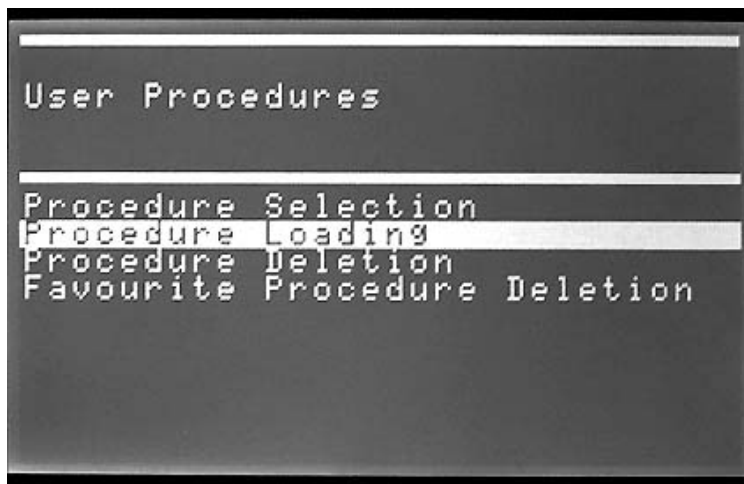 User Procedures
Procedure Selection
Procedure Loading
Procedure Deletion
Favourite Procedure Deletion